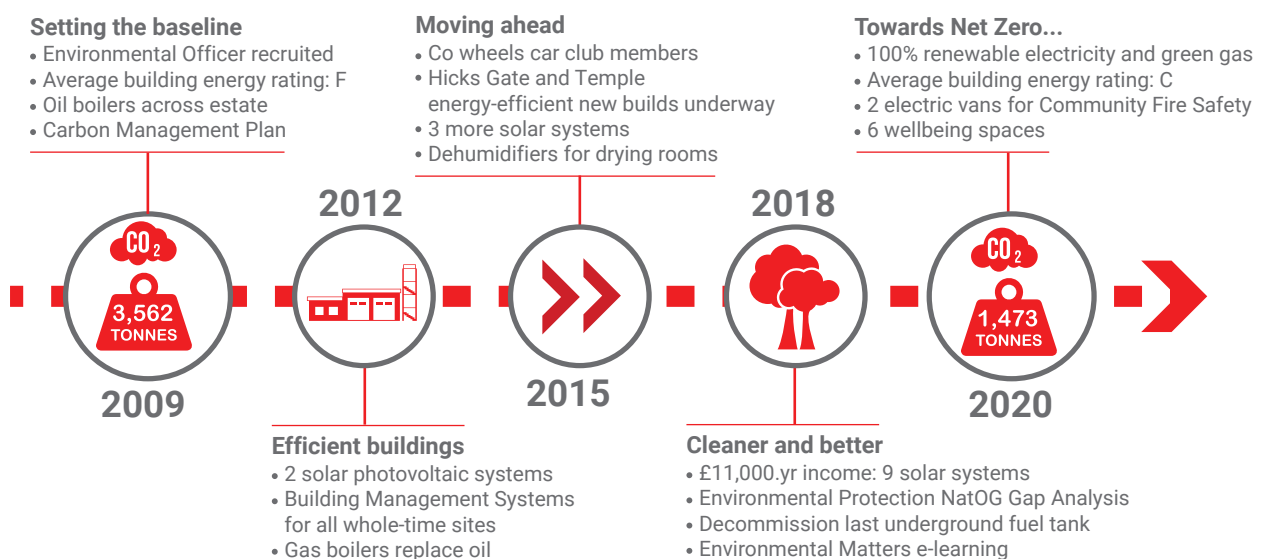 Setting the baseline
• Environmental Officer recruited
• Average building energy rating: F
• Oil boilers across estate
• Carbon Management Plan
CO2
3,562
TONNES
2009
2012
Efficient buildings
• 2 solar photovoltaic systems
• Building Management Systems
for all whole-time sites
• Gas boilers replace oil
Moving ahead
• Co wheels car club members
• Hicks Gate and Temple
energy-efficient new builds underway
• 3 more solar systems
• Dehumidifiers for drying rooms
2015
2018
Cleaner and better
• £11,000.yr income: 9 solar systems
• Environmental Protection NatOG Gap Analysis
• Decommission last underground fuel tank
• Environmental Matters e-learning
Towards Net Zero...
• 100% renewable electricity and green gas
• Average building energy rating: C
• 2 electric vans for Community Fire Safety
• 6 wellbeing spaces
CO2
1,473
TONNES
2020